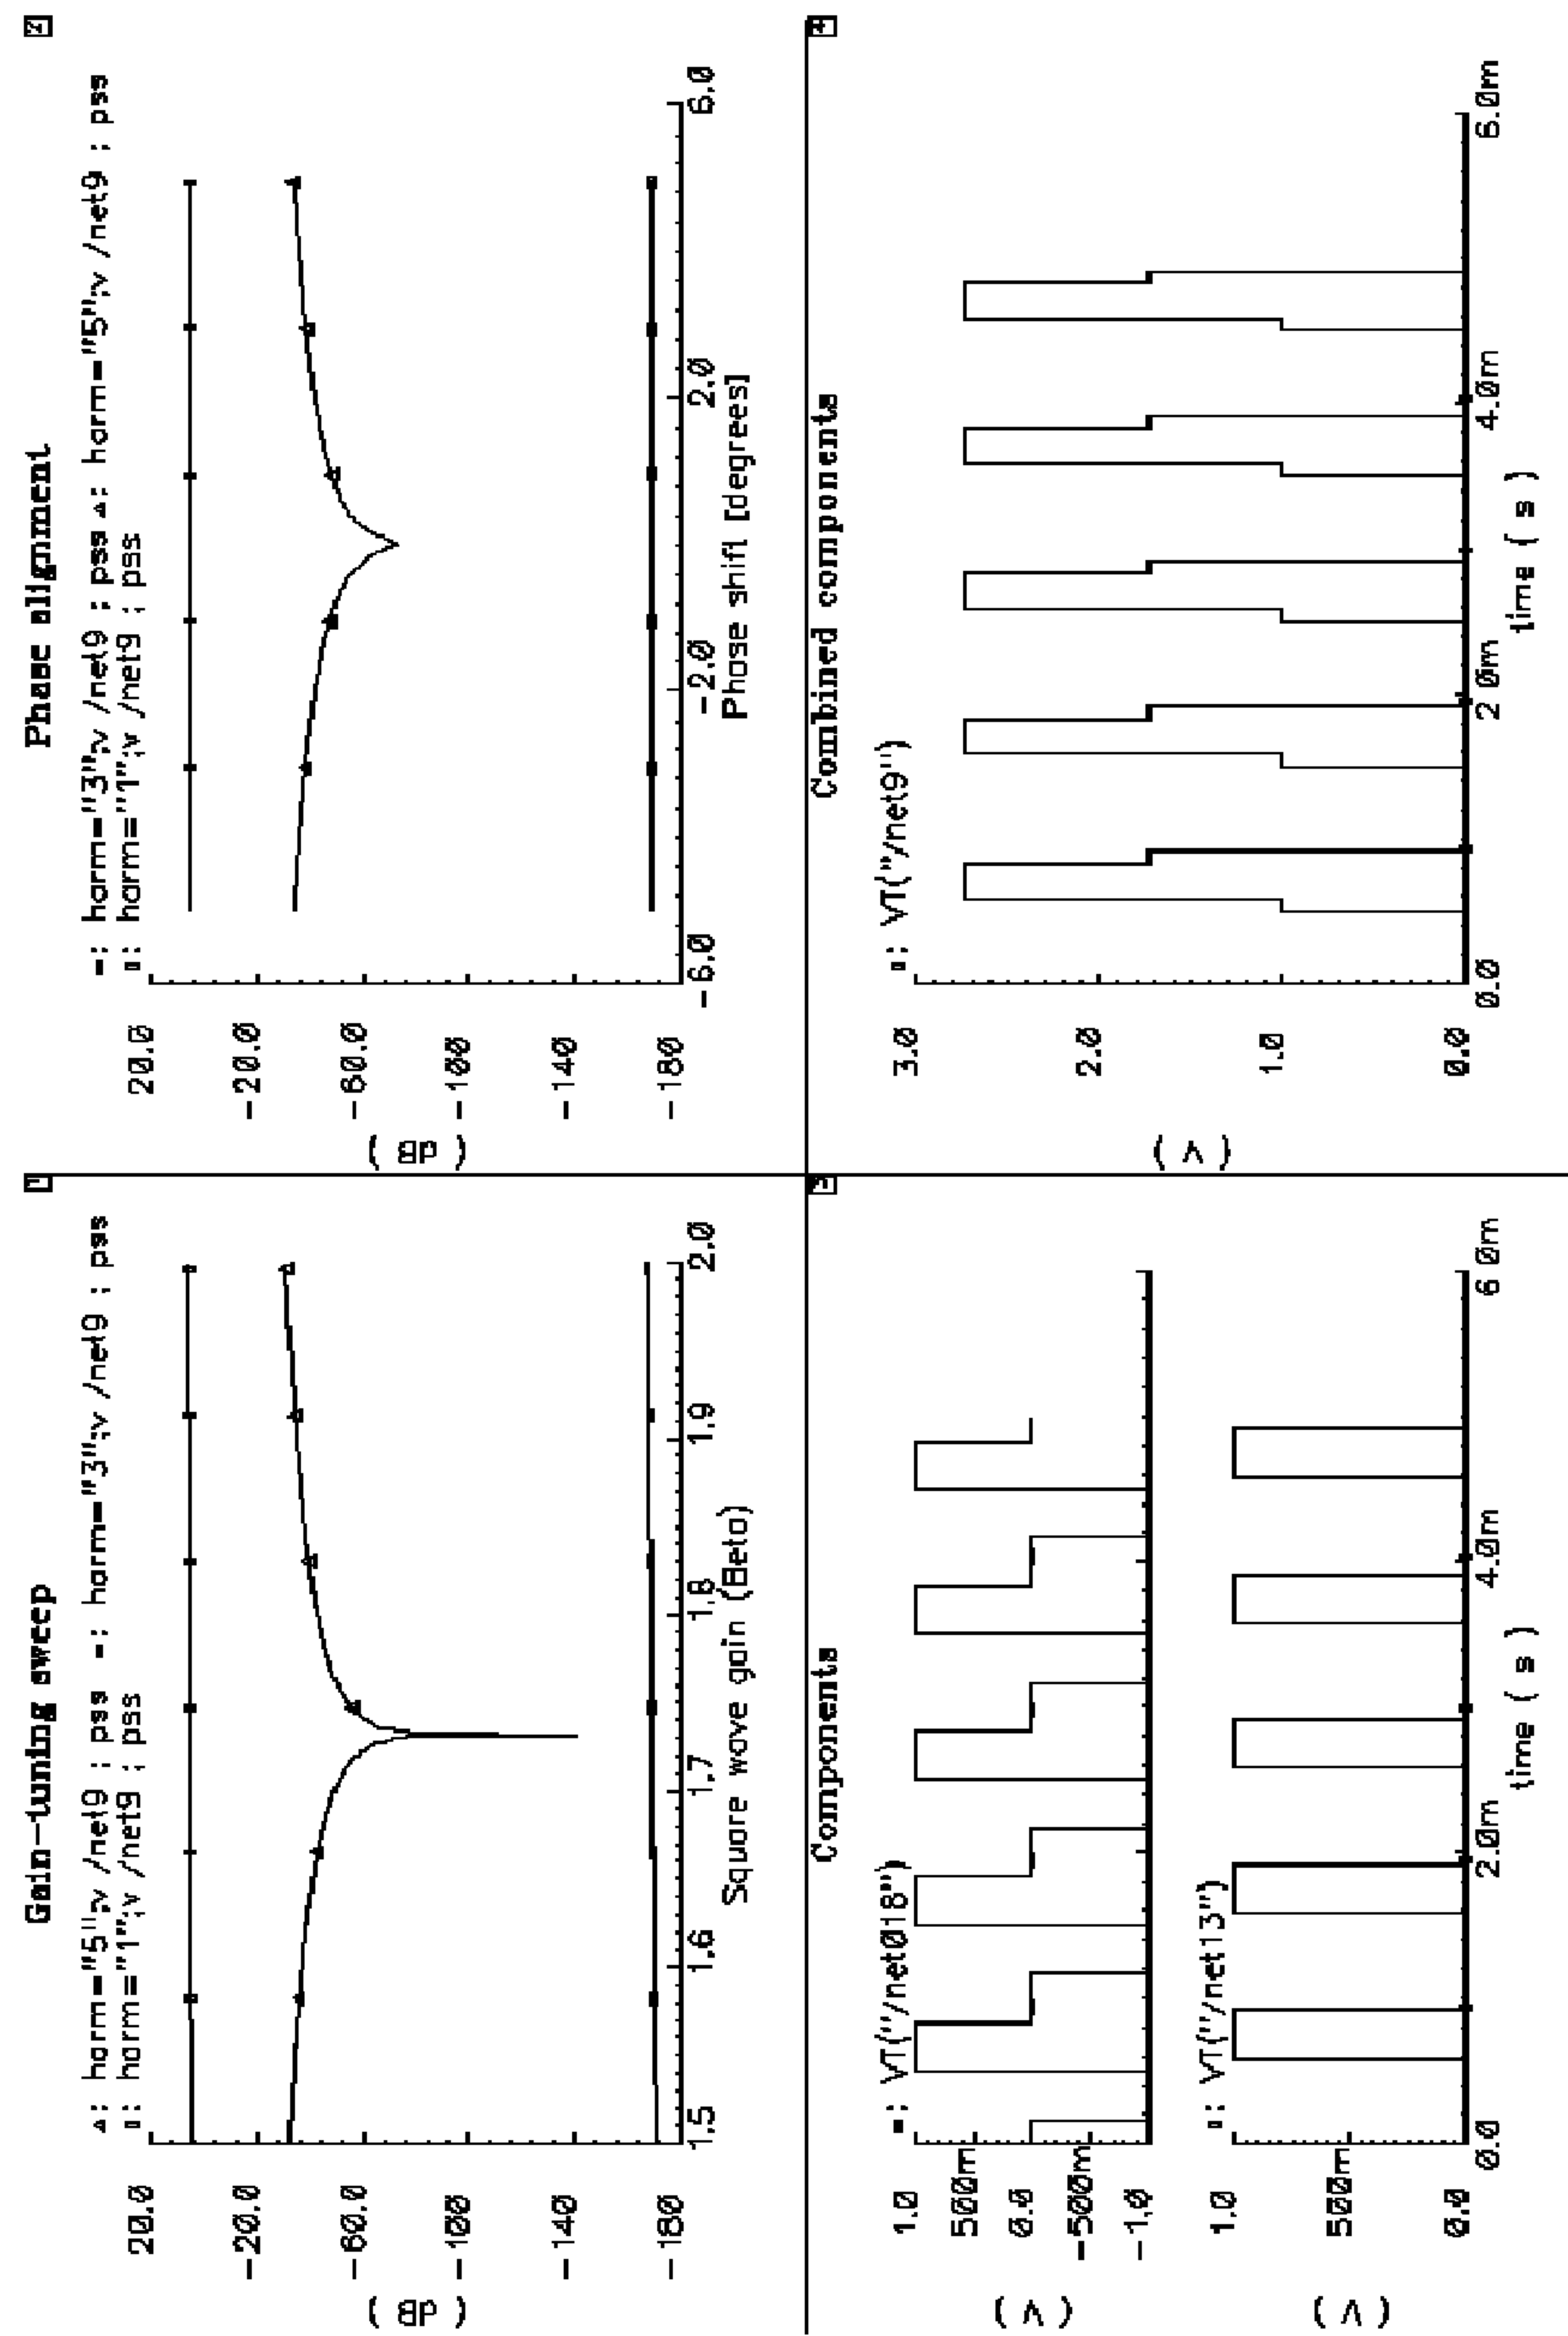 Gain-tuning sweep
1
▵: harm="5";v /net9 ; pss -: harm="3";v /net9 ; pss
▫: harm="1";v /net9 ; pss
20.0
-20.0
-60.0
-100
-140
-180
( dB )
1.5
1.6
1.7
1.8
1.9
2.0
Square wave gain (Beta)
Phase alignment
2
-: harm="3";v /net9 ; pss ▵: harm="5";v /net9 ; pss
▫: harm="1";v /net9 ; pss
20.0
-20.0
-60.0
-100
-140
-180
( dB )
-6.0
-2.0
2.0
6.0
Phase shift [degrees]
Components
3
-: VT("/net018")
1.0
500m
0.0
-500m
-1.0
( V )
▫: VT("/net13")
1.0
500m
0.0
( V )
0.0
2.0m
4.0m
6 0m
time ( s )
Combined components
4
▫: VT("/net9")
3.0
2.0
1.0
0.0
( V )
0.0
2 0m
4.0m
6.0m
time ( s )